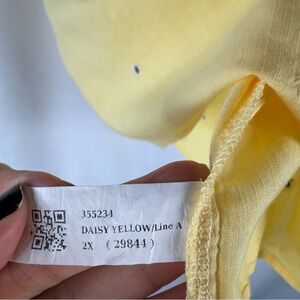 355234
DAISY YELLOW/Line A
2X ( 29844 )